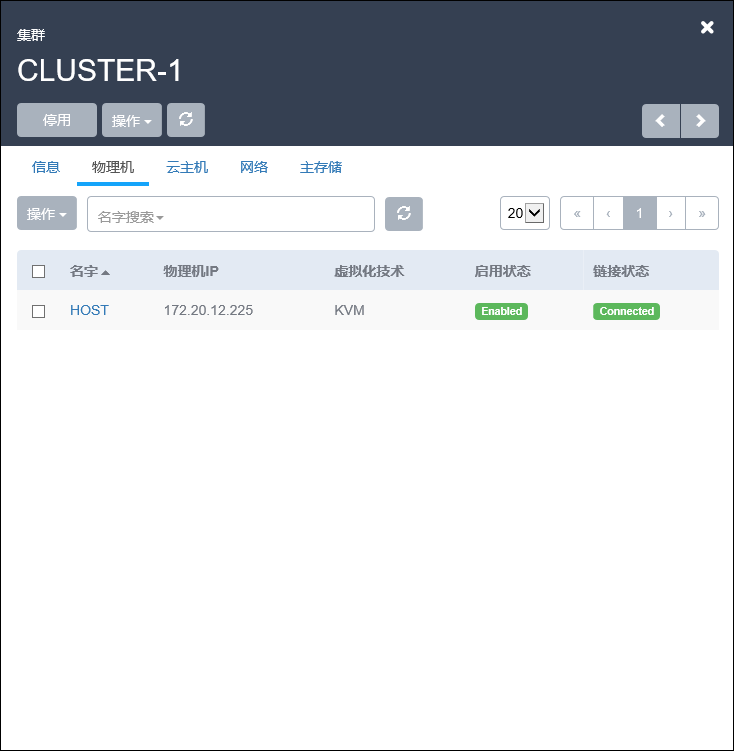 集群
CLUSTER-1
停用 操作
信息 物理机 云主机 网络 主存储
操作 名字搜索 20 « ‹ 1 › »
名字 物理机IP 虚拟化技术 启用状态 链接状态
HOST 172.20.12.225 KVM Enabled Connected